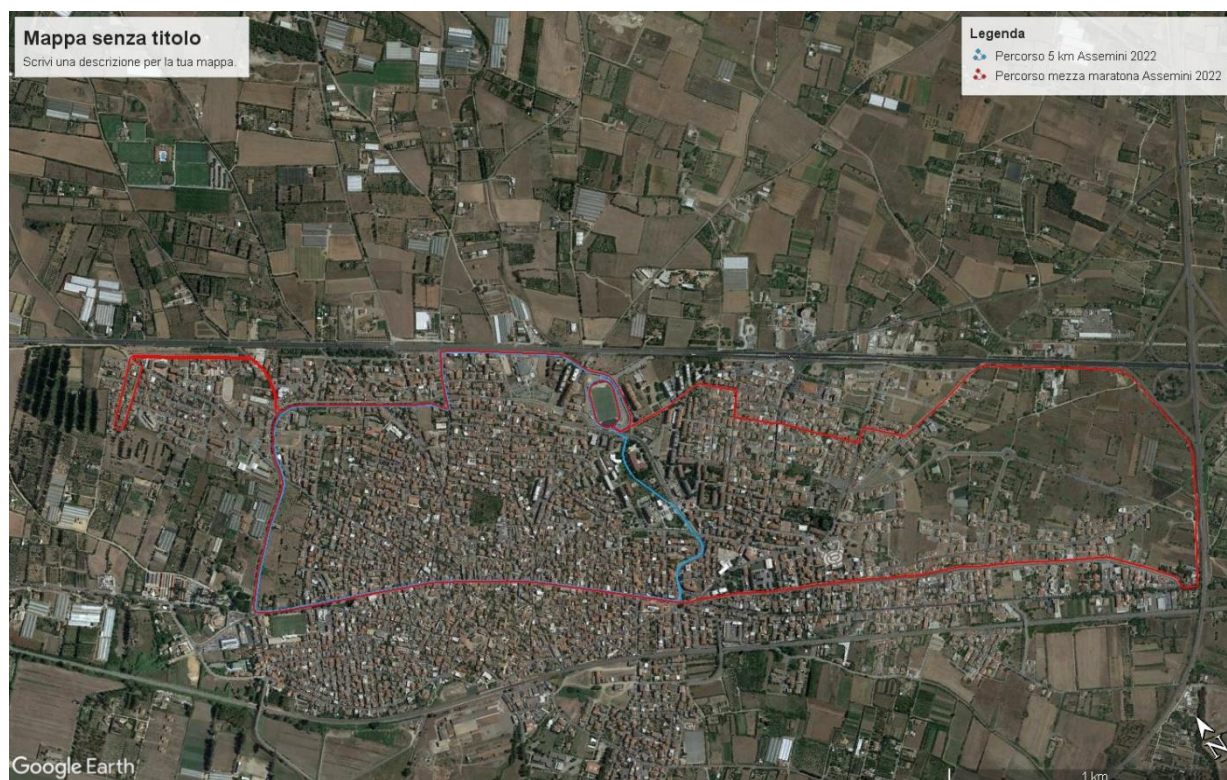 Mappa senza titolo
Scrivi una descrizione per la tua mappa.
Legenda
Percorso 5 km Assemini 2022
Percorso mezza maratona Assemini 2022
Google Earth
1 km
N